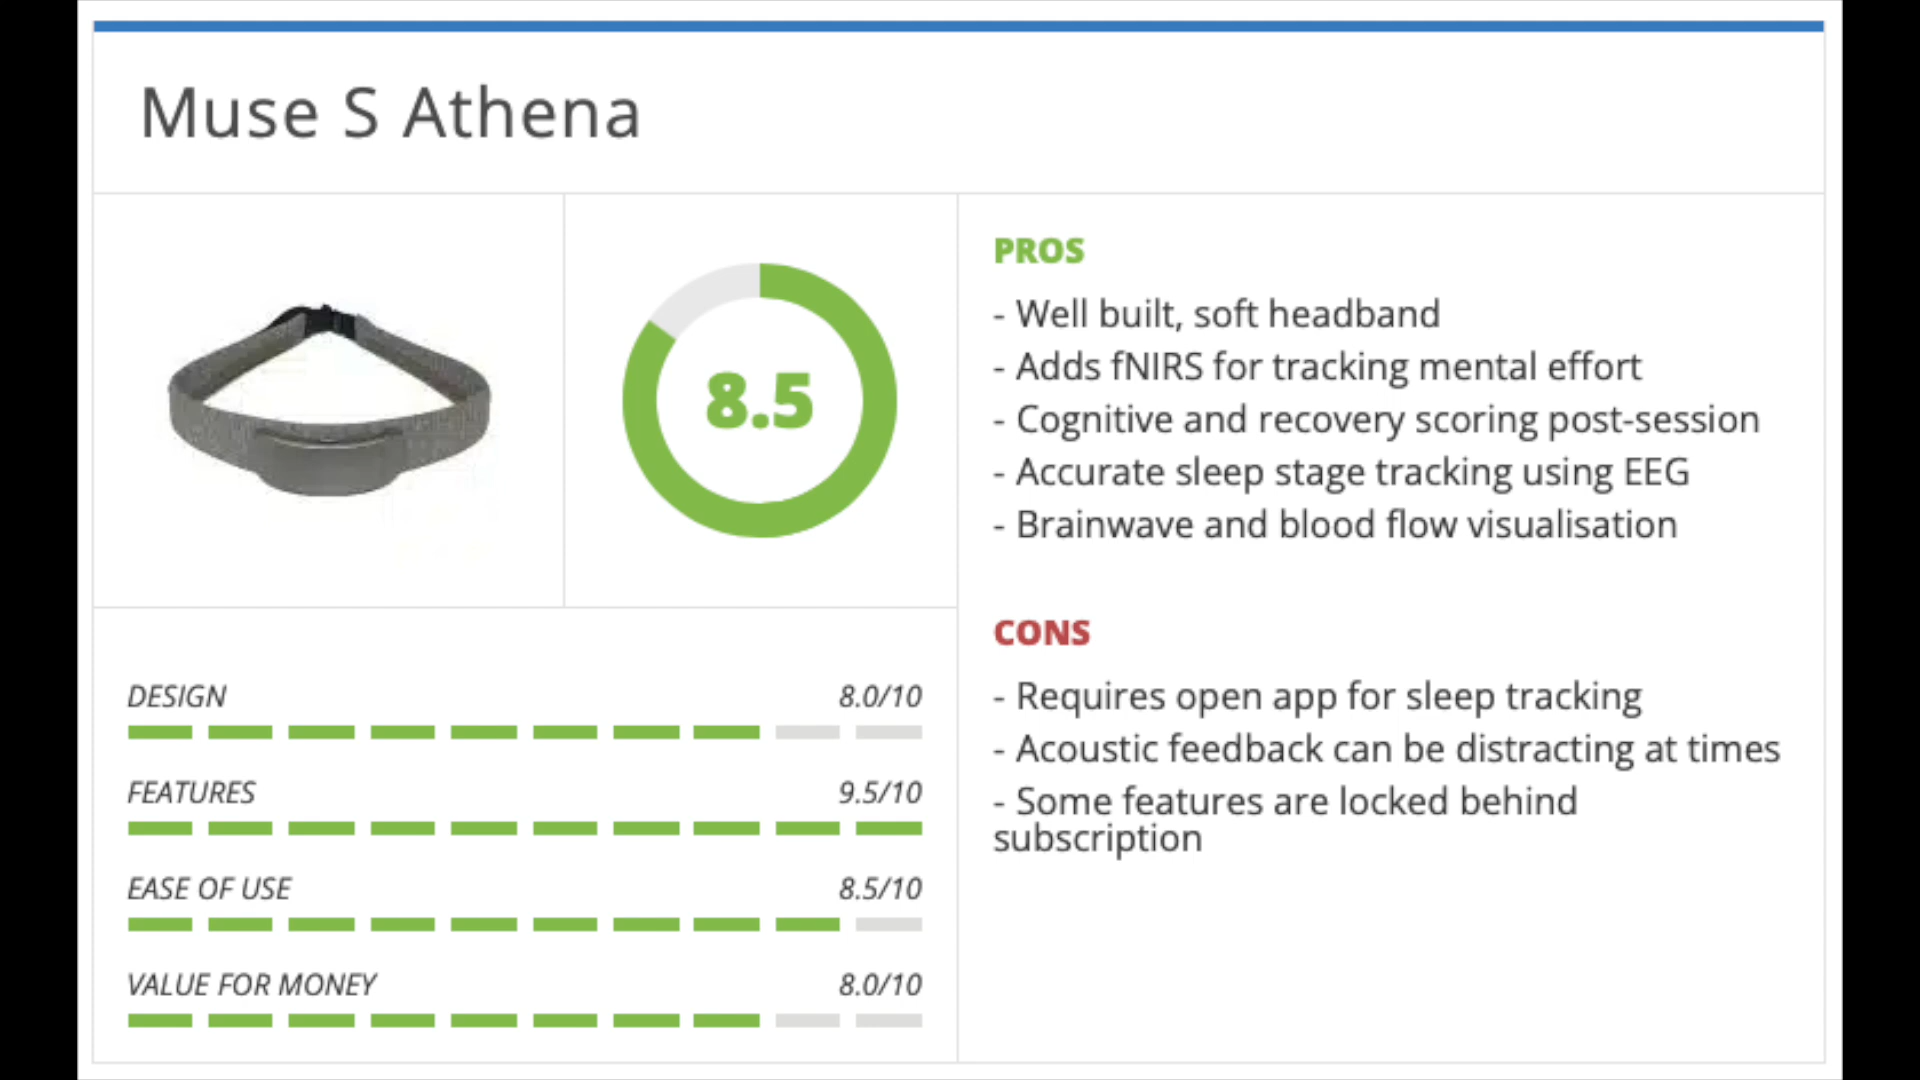 Muse S Athena
8.5
PROS
- Well built, soft headband
- Adds fNIRS for tracking mental effort
- Cognitive and recovery scoring post-session
- Accurate sleep stage tracking using EEG
- Brainwave and blood flow visualisation
CONS
- Requires open app for sleep tracking
- Acoustic feedback can be distracting at times
- Some features are locked behind
subscription
DESIGN 8.0/10
FEATURES 9.5/10
EASE OF USE 8.5/10
VALUE FOR MONEY 8.0/10